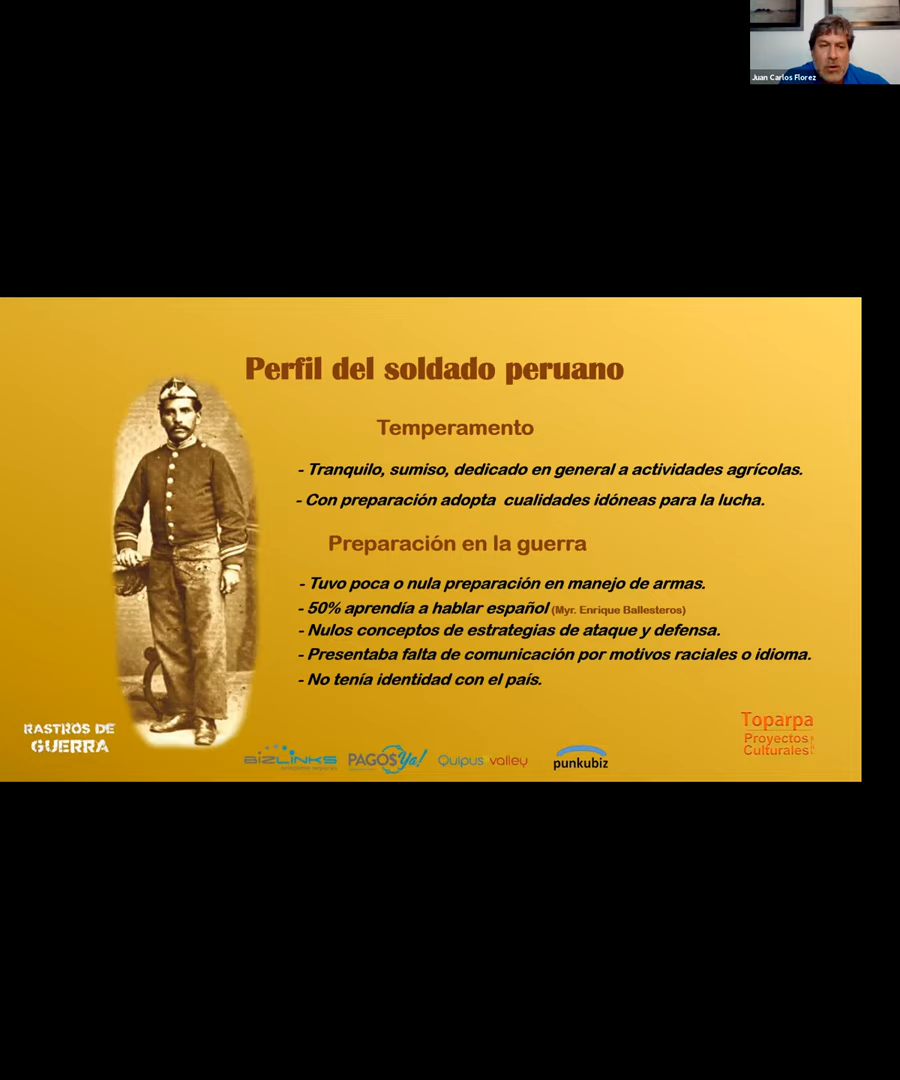 Juan Carlos Florez
Perfil del soldado peruano
Temperamento
- Tranquilo, sumiso, dedicado en general a actividades agrícolas.
- Con preparación adopta cualidades idóneas para la lucha.
Preparación en la guerra
- Tuvo poca o nula preparación en manejo de armas.
- 50% aprendía a hablar español (Myr. Enrique Ballesteros)
- Nulos conceptos de estrategias de ataque y defensa.
- Presentaba falta de comunicación por motivos raciales o idioma.
- No tenía identidad con el país.
RASTROS DE
GUERRA
BIZLINKS
PAGOS Ya!
Quipus valley
punkubiz
Toparpa
Proyectos
Culturales